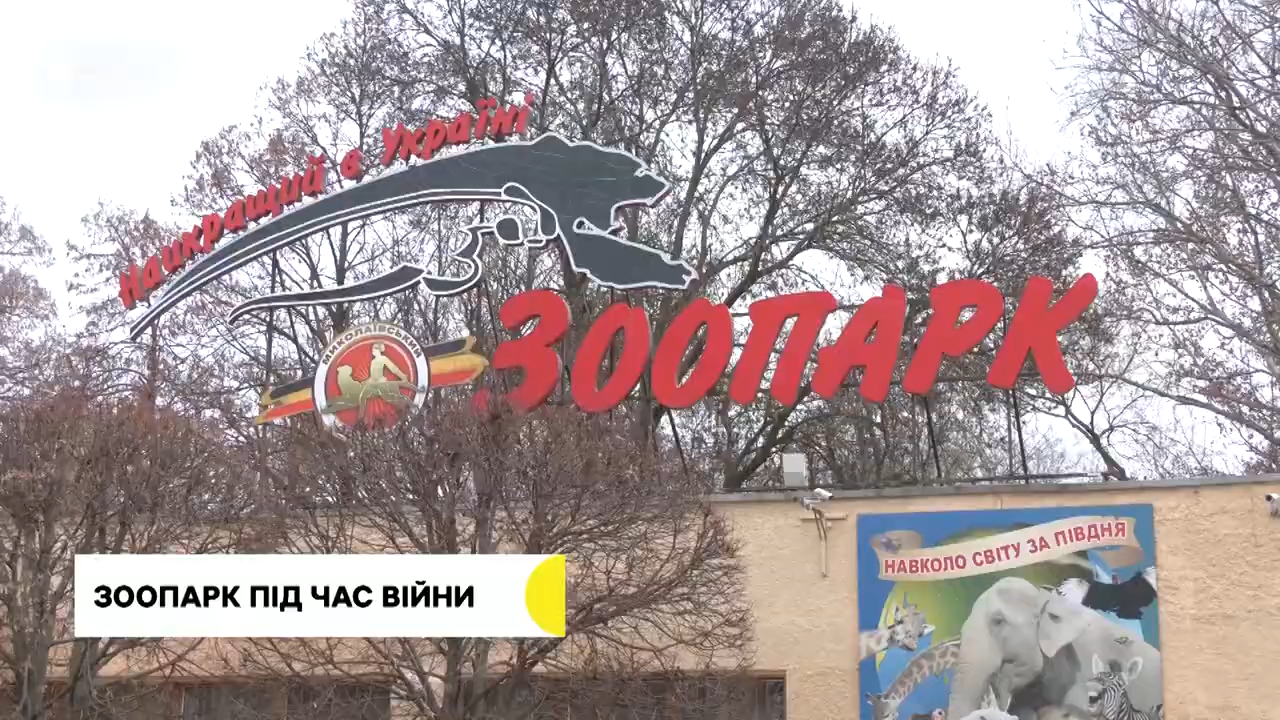 Найкращий в Україні
МИКОЛАЇВСЬКИЙ
ЗООПАРК
НАВКОЛО СВІТУ ЗА ПІВДНЯ
ЗООПАРК ПІД ЧАС ВІЙНИ